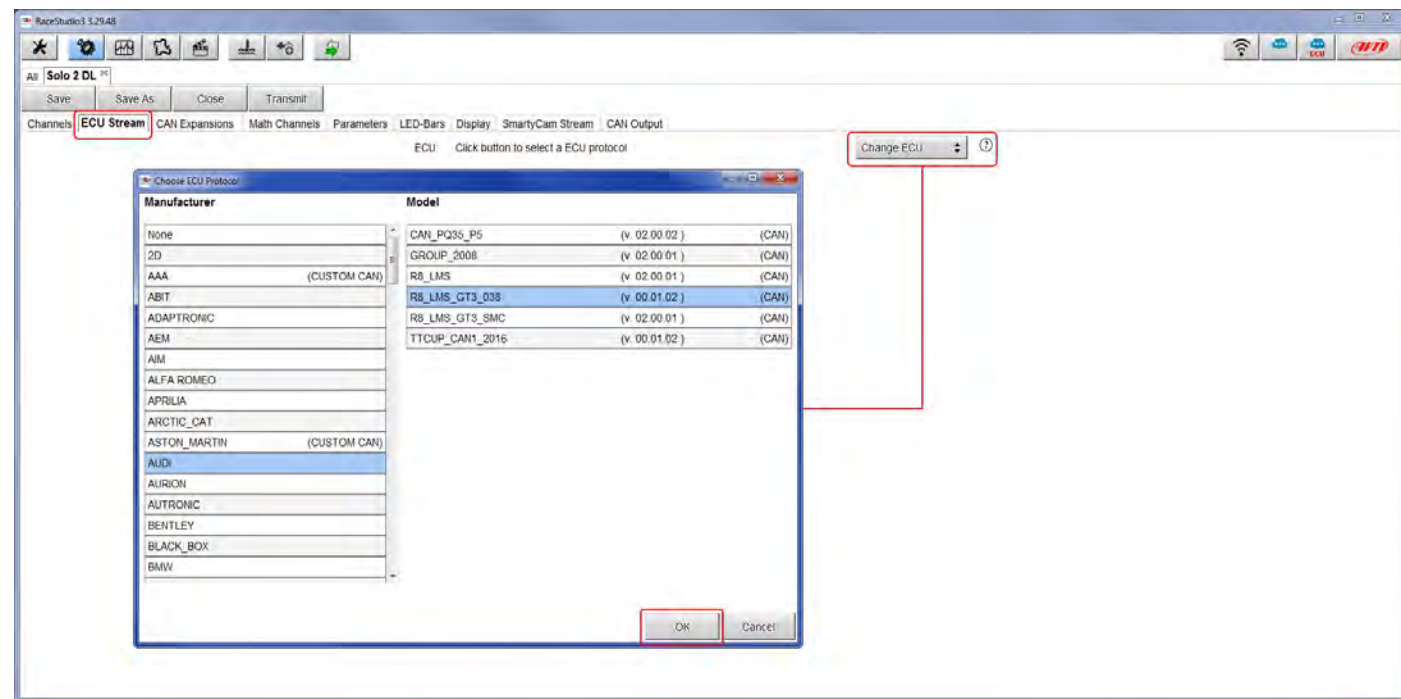 RaceStudio3 3.29.48
ECU
All Solo 2 DL
Save Save As Close Transmit
Channels ECU Stream CAN Expansions Math Channels Parameters LED-Bars Display SmartyCam Stream CAN Output
ECU Click button to select a ECU protocol Change ECU ?
Choose ECU Protocol
Manufacturer Model
None CAN_PQ35_P5 (v. 02.00.02 ) (CAN)
2D GROUP_2008 (v. 02.00.01 ) (CAN)
AAA (CUSTOM CAN) R8_LMS (v. 02.00.01 ) (CAN)
ABIT R8_LMS_GT3_038 (v. 00.01.02 ) (CAN)
ADAPTRONIC R8_LMS_GT3_SMC (v. 02.00.01 ) (CAN)
AEM TTCUP_CAN1_2016 (v. 00.01.02 ) (CAN)
AIM
ALFA ROMEO
APRILIA
ARCTIC_CAT
ASTON_MARTIN (CUSTOM CAN)
AUDI
AURION
AUTRONIC
BENTLEY
BLACK_BOX
BMW
OK Cancel